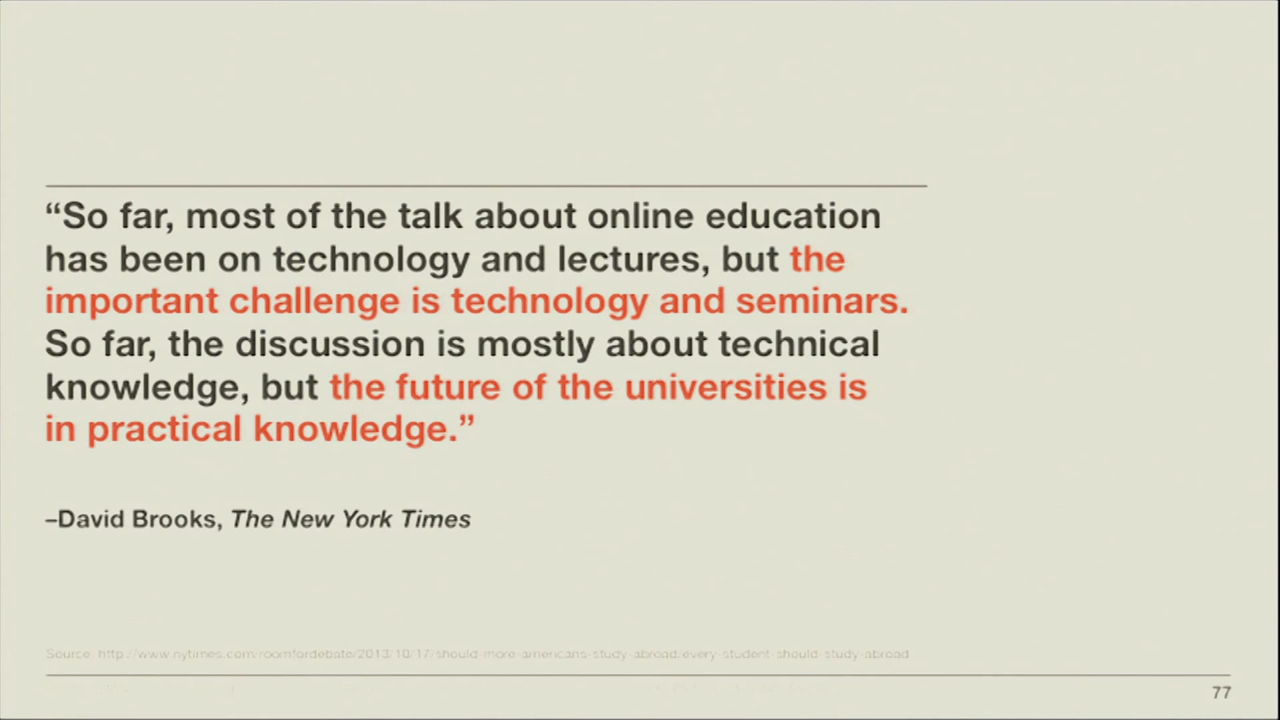 “So far, most of the talk about online education
has been on technology and lectures, but the
important challenge is technology and seminars.
So far, the discussion is mostly about technical
knowledge, but the future of the universities is
in practical knowledge.”
–David Brooks, The New York Times
Source: http://www.nytimes.com/roomfordebate/2013/10/17/should-more-americans-study-abroad/every-student-should-study-abroad
77